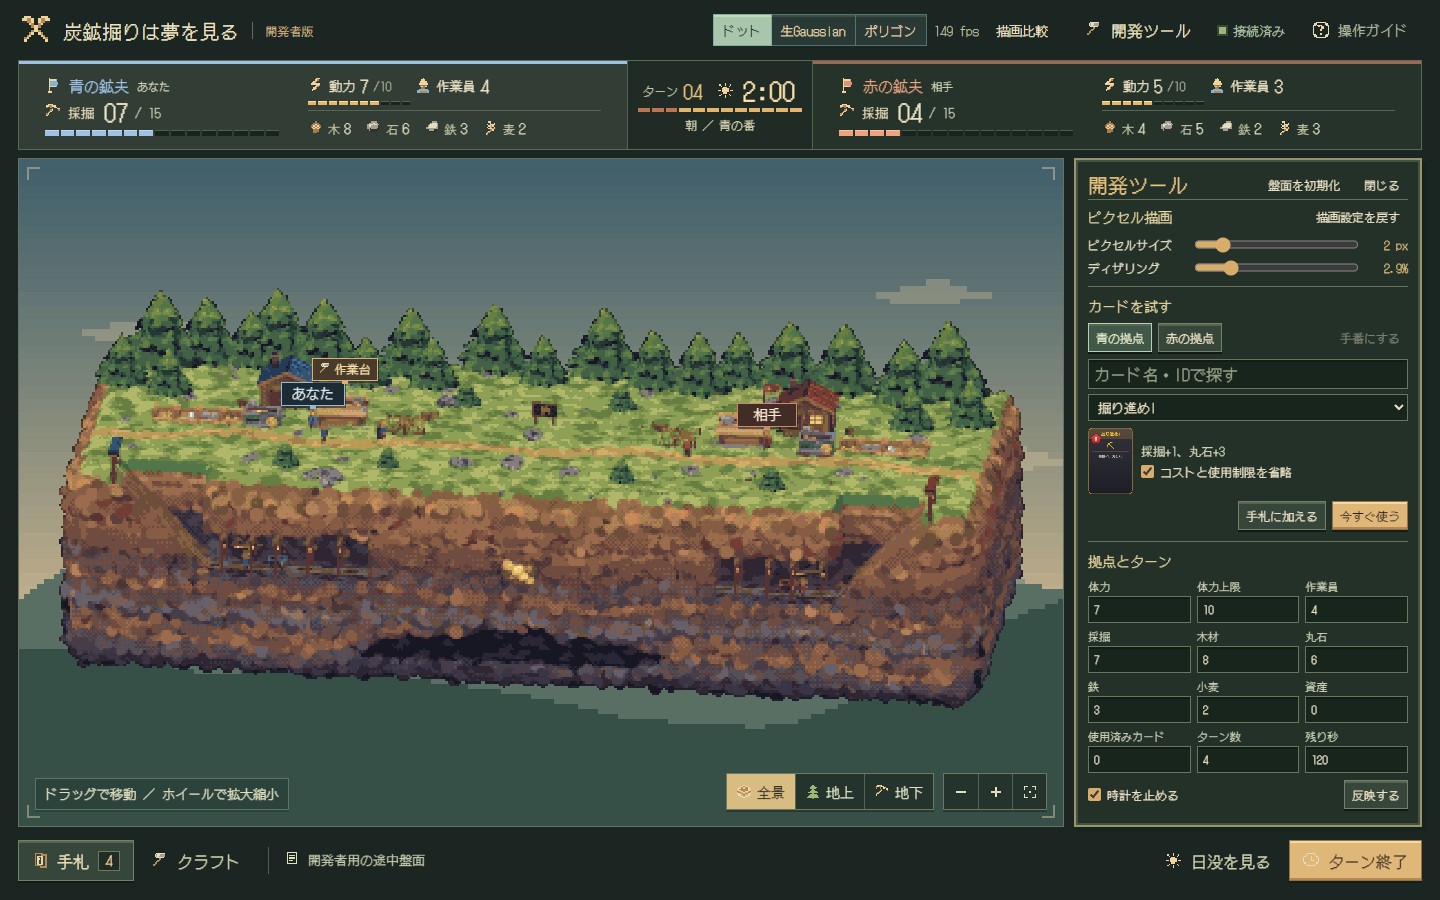 炭鉱掘りは夢を見る 開発者版
ドット 生Gaussian ポリゴン 149 fps 描画比較 開発ツール 接続済み 操作ガイド
青の鉱夫 あなた 動力 7 /10 作業員 4
採掘 07 / 15 木 8 石 6 鉄 3 麦 2
ターン 04 2:00
朝 / 青の番
赤の鉱夫 相手 動力 5 /10 作業員 3
採掘 04 / 15 木 4 石 5 鉄 2 麦 3
作業台
あなた
相手
ドラッグで移動 / ホイールで拡大縮小
全景 地上 地下 − +
開発ツール 盤面を初期化 閉じる
ピクセル描画 描画設定を戻す
ピクセルサイズ 2 px
ディザリング 2.9%
カードを試す
青の拠点 赤の拠点 手番にする
カード名・IDで探す
掘り進め!
採掘+1、丸石+3
コストと使用制限を省略
手札に加える 今すぐ使う
拠点とターン
体力 体力上限 作業員
7 10 4
採掘 木材 丸石
7 8 6
鉄 小麦 資産
3 2 0
使用済みカード ターン数 残り秒
0 4 120
時計を止める 反映する
手札 4 クラフト 開発者用の途中盤面 日没を見る ターン終了